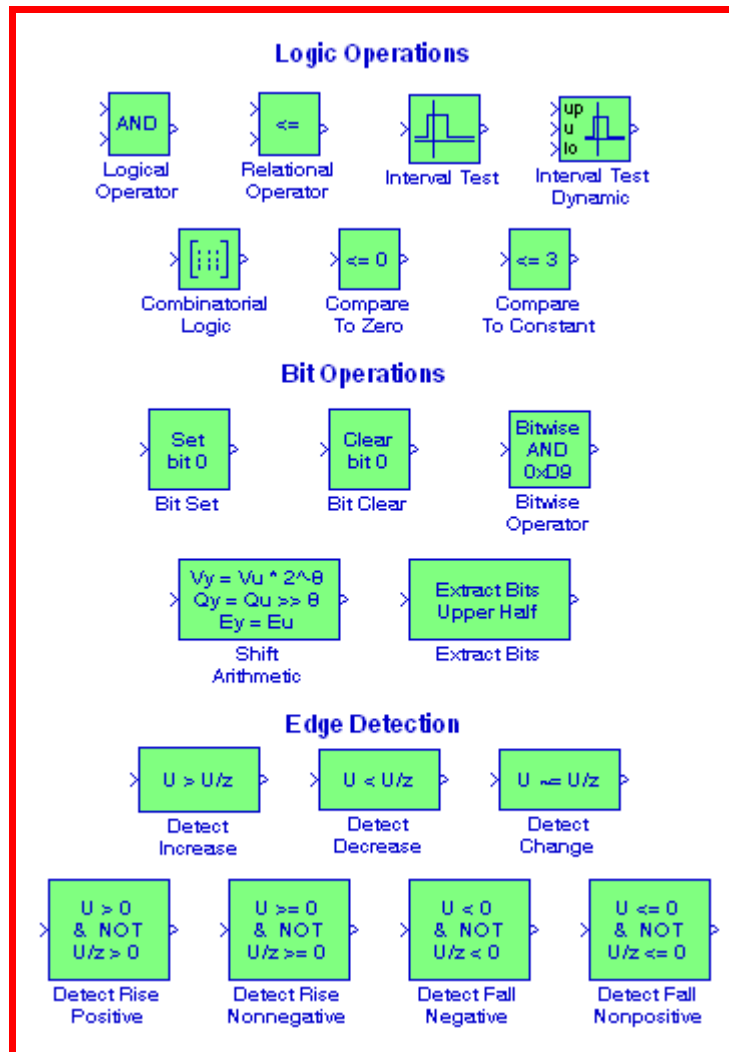 Logic Operations
AND
<=
up
u
lo
Logical
Operator
Relational
Operator
Interval Test
Interval Test
Dynamic
<= 0
<= 3
Combinatorial
Logic
Compare
To Zero
Compare
To Constant
Bit Operations
Set
bit 0
Clear
bit 0
Bitwise
AND
0xD9
Bit Set
Bit Clear
Bitwise
Operator
Vy = Vu * 2^-8
Qy = Qu >> 8
Ey = Eu
Extract Bits
Upper Half
Shift
Arithmetic
Extract Bits
Edge Detection
U > U/z
U < U/z
U ~= U/z
Detect
Increase
Detect
Decrease
Detect
Change
U > 0
& NOT
U/z > 0
U >= 0
& NOT
U/z >= 0
U < 0
& NOT
U/z < 0
U <= 0
& NOT
U/z <= 0
Detect Rise
Positive
Detect Rise
Nonnegative
Detect Fall
Negative
Detect Fall
Nonpositive